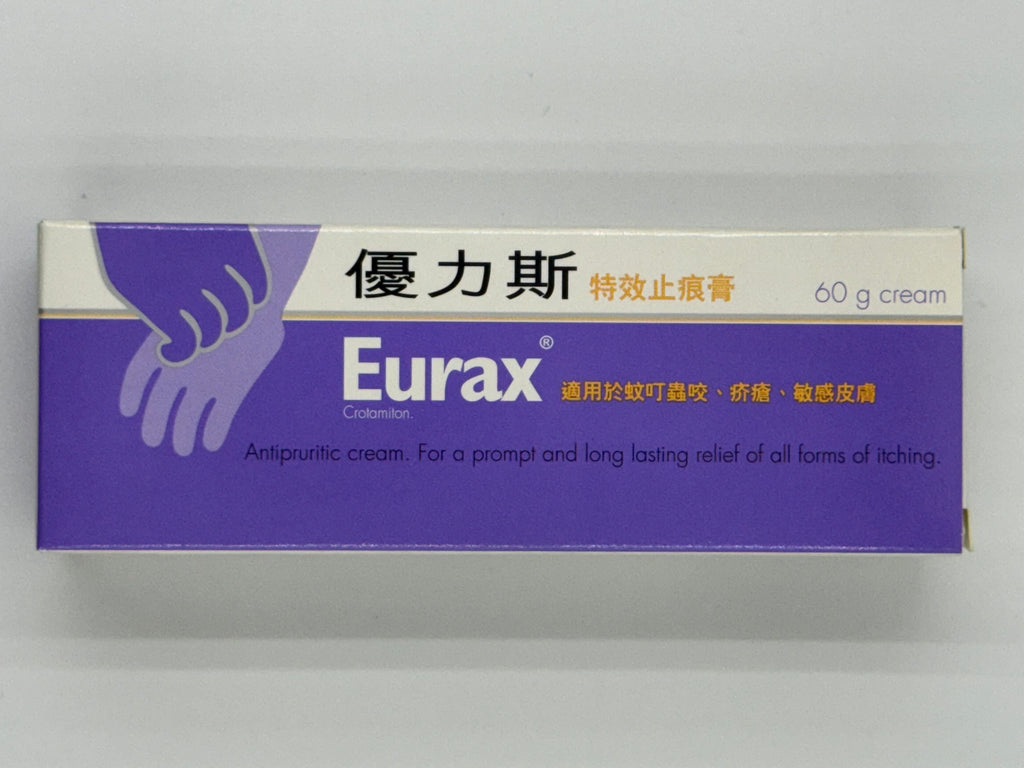 優力斯 特效止痕膏 60 g cream
Eurax® 適用於蚊叮蟲咬、疥瘡、敏感皮膚
Crotamiton.
Antipruritic cream. For a prompt and long lasting relief of all forms of itching.